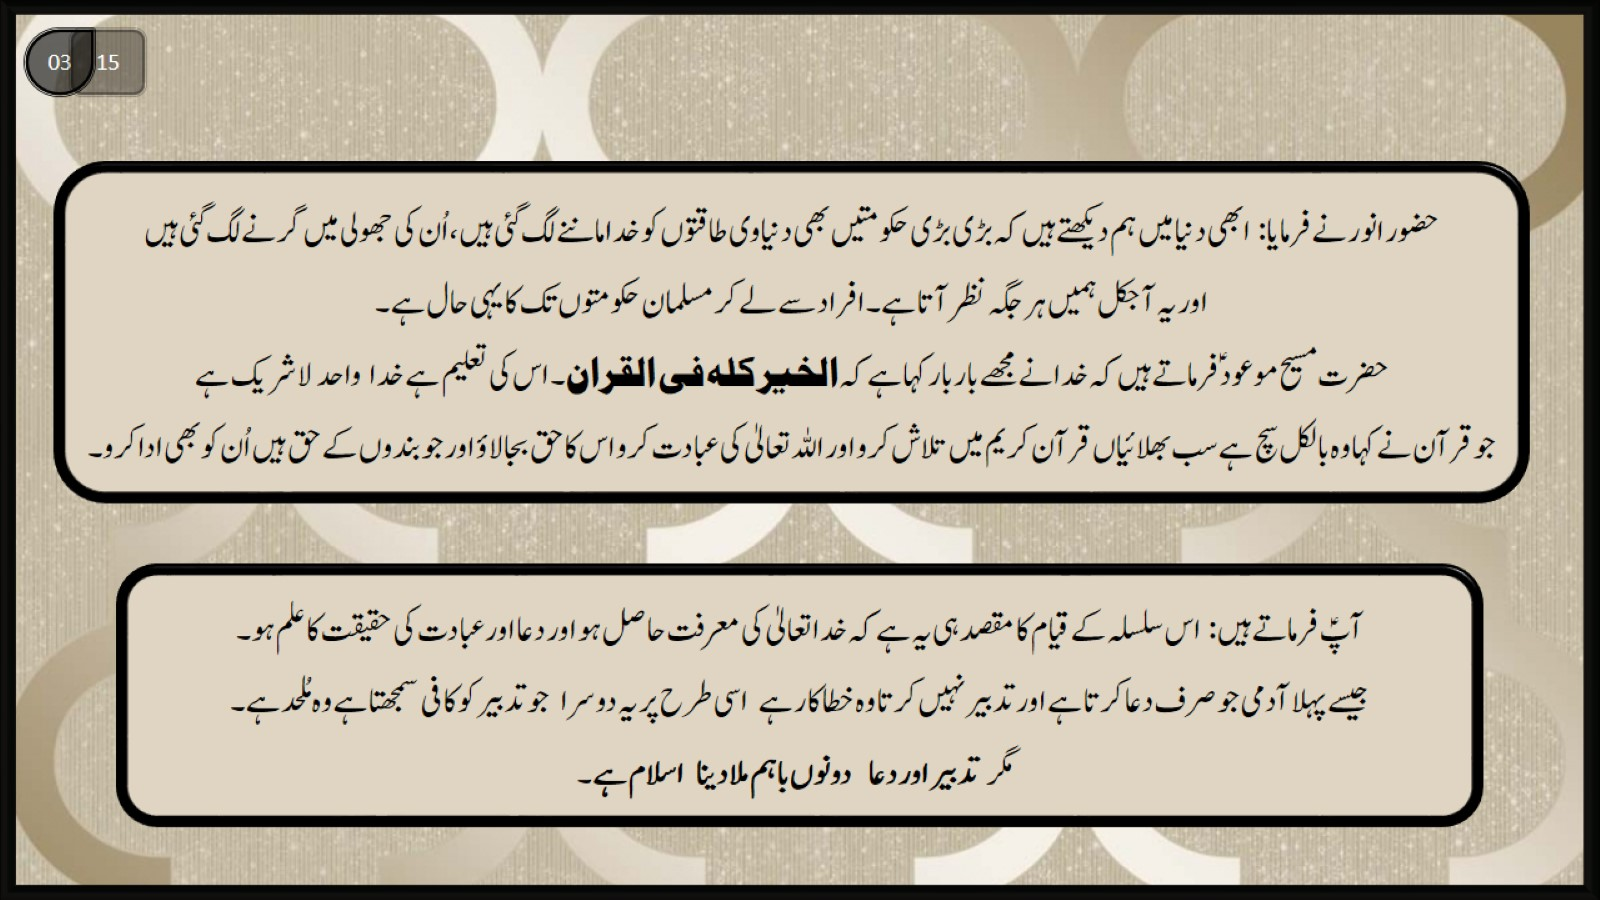 03 15
حضور انور نے فرمایا: ابھی دنیا میں ہم دیکھتے ہیں کہ بڑی بڑی حکومتیں بھی دنیاوی طاقتوں کو خدا ماننے لگ گئی ہیں، اُن کی جھولی میں گرنے لگ گئی ہیں
اور یہ آجکل ہمیں ہر جگہ نظر آتا ہے۔ افراد سے لے کر مسلمان حکومتوں تک کا یہی حال ہے۔
حضرت مسیح موعودؑ فرماتے ہیں کہ خدا نے مجھے بار بار کہا ہے کہ الخیر کلہ فی القران۔ اس کی تعلیم ہے خدا واحد لاشریک ہے
جو قرآن نے کہا وہ بالکل سچ ہے سب بھلائیاں قرآن کریم میں تلاش کرو اور اللہ تعالیٰ کی عبادت کرو اس کا حق بجا لاؤ اور جو بندوں کے حق ہیں اُن کو بھی ادا کرو۔
آپؑ فرماتے ہیں: اس سلسلہ کے قیام کا مقصد ہی یہ ہے کہ خدا تعالیٰ کی معرفت حاصل ہو اور دعا اور عبادت کی حقیقت کا علم ہو۔
جیسے پہلا آدمی جو صرف دعا کرتا ہے اور تدبیر نہیں کرتا وہ خطا کار ہے اسی طرح پر یہ دوسرا جو تدبیر کو کافی سمجھتا ہے وہ مُلحد ہے۔
مگر تدبیر اور دعا دونوں باہم ملا دینا اسلام ہے۔